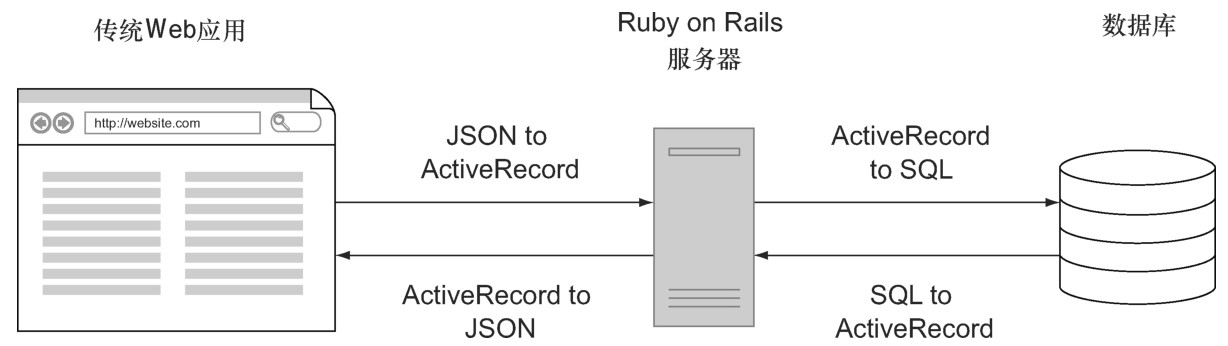 传统Web应用
Ruby on Rails
服务器
数据库
http://website.com
JSON to
ActiveRecord
ActiveRecord
to SQL
ActiveRecord to
JSON
SQL to
ActiveRecord